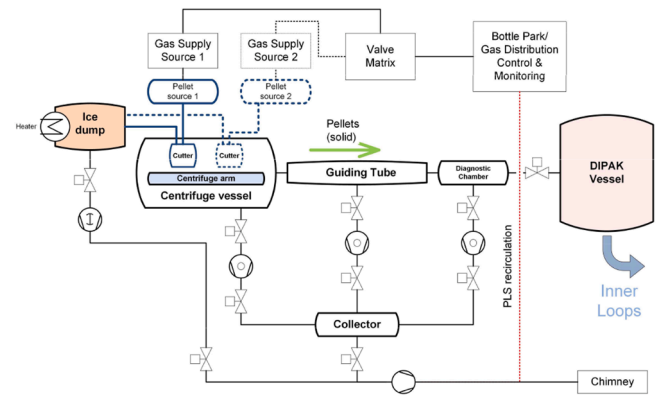 Gas Supply
Source 1
Gas Supply
Source 2
Valve
Matrix
Bottle Park/
Gas Distribution
Control &
Monitoring
Pellet
source 1
Pellet
source 2
Heater
Ice
dump
Cutter
Cutter
Centrifuge arm
Centrifuge vessel
Pellets
(solid)
Guiding Tube
Diagnostic
Chamber
DIPAK
Vessel
PLS recirculation
Inner
Loops
Collector
Chimney